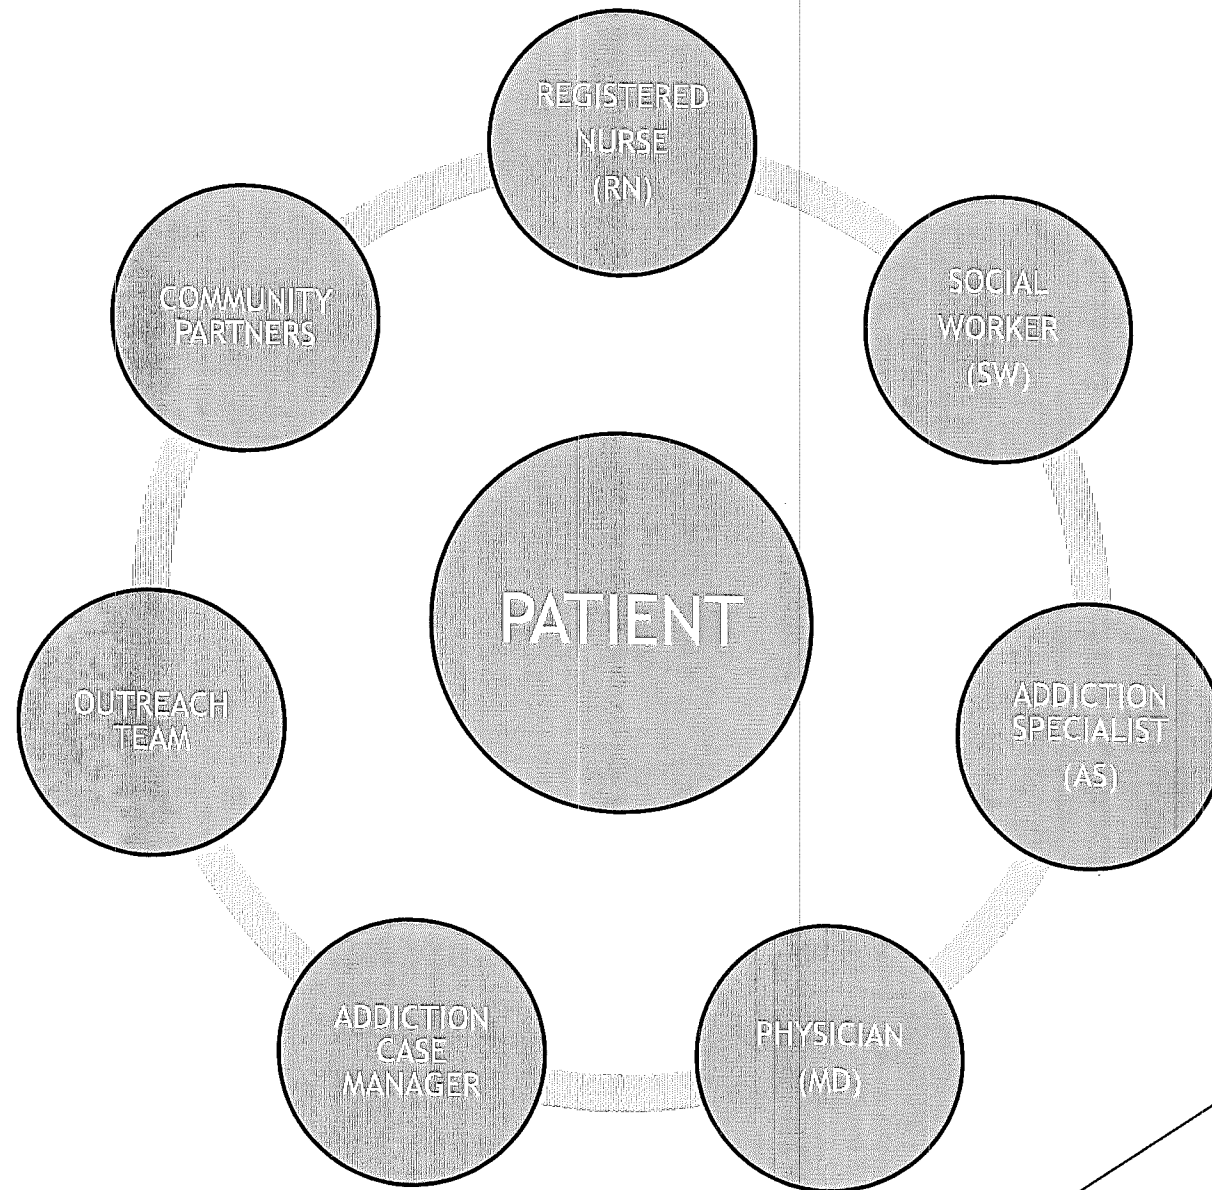 REGISTERED
NURSE
(RN)
SOCIAL
WORKER
(SW)
ADDICTION
SPECIALIST
(AS)
PHYSICIAN
(MD)
ADDICTION
CASE
MANAGER
OUTREACH
TEAM
COMMUNITY
PARTNERS
PATIENT